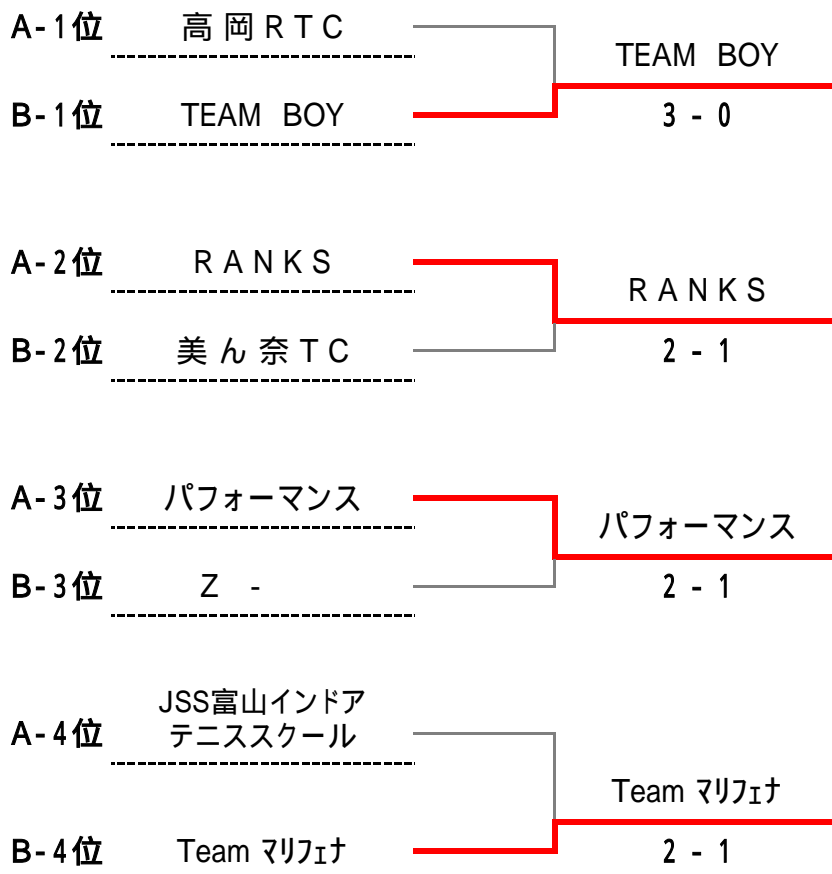 A-1位 高岡RTC
TEAM BOY
B-1位 TEAM BOY
3 - 0
A-2位 RANKS
RANKS
B-2位 美ん奈TC
2 - 1
A-3位 パフォーマンス
パフォーマンス
B-3位 Z -
2 - 1
JSS富山インドア
A-4位 テニススクール
Team マリフェナ
B-4位 Team マリフェナ
2 - 1